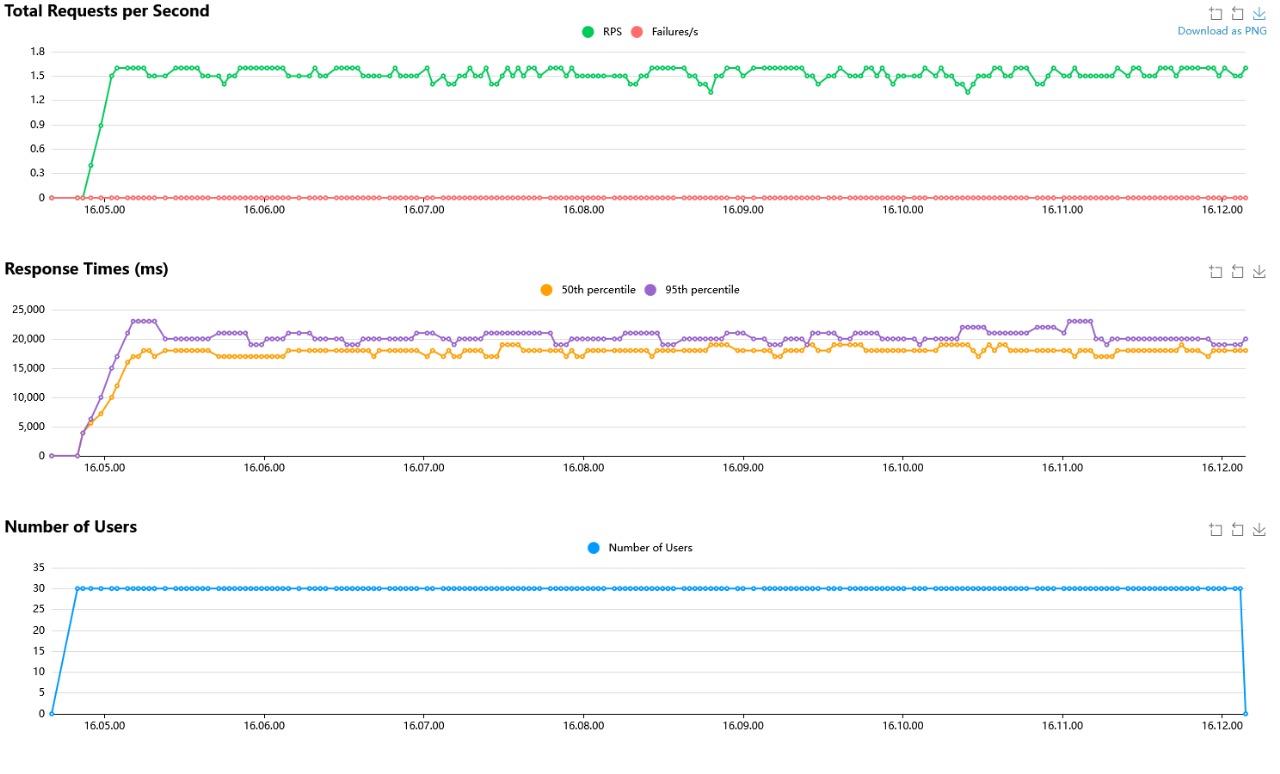 Total Requests per Second
Download as PNG
RPS Failures/s
1.8
1.5
1.2
0.9
0.6
0.3
0
16.05.00 16.06.00 16.07.00 16.08.00 16.09.00 16.10.00 16.11.00 16.12.00
Response Times (ms)
50th percentile 95th percentile
25,000
20,000
15,000
10,000
5,000
0
16.05.00 16.06.00 16.07.00 16.08.00 16.09.00 16.10.00 16.11.00 16.12.00
Number of Users
Number of Users
35
30
25
20
15
10
5
0
16.05.00 16.06.00 16.07.00 16.08.00 16.09.00 16.10.00 16.11.00 16.12.00